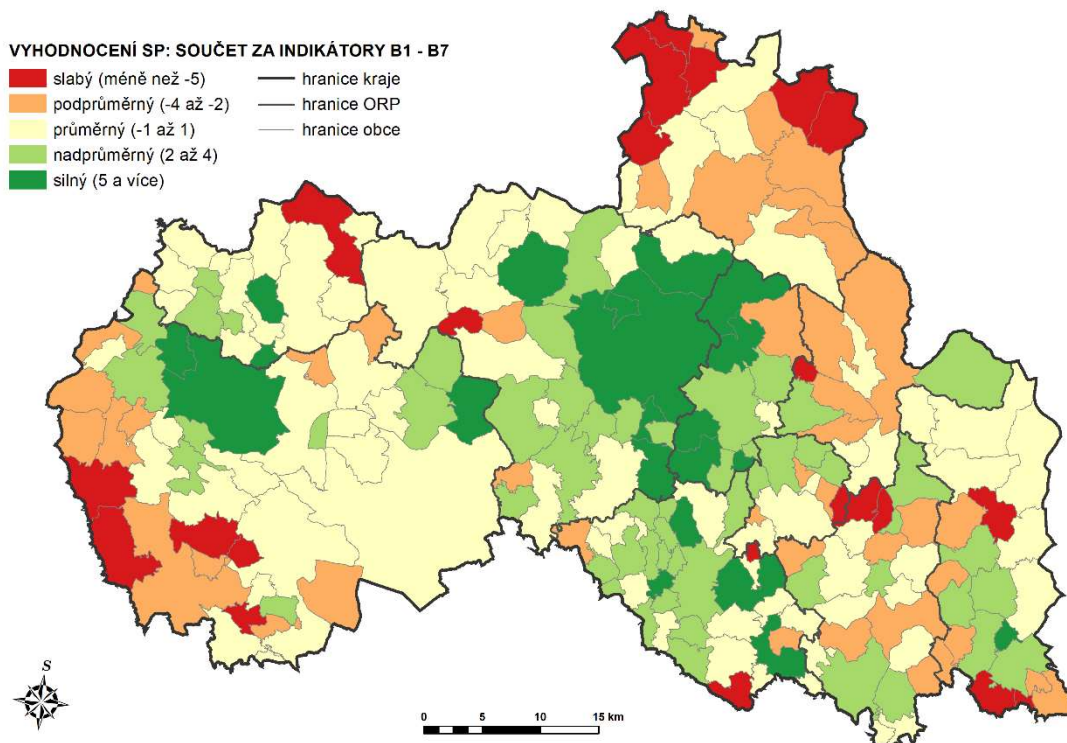 VYHODNOCENÍ SP: SOUČET ZA INDIKÁTORY B1 - B7
slabý (méně než -5)
podprůměrný (-4 až -2)
průměrný (-1 až 1)
nadprůměrný (2 až 4)
silný (5 a více)
hranice kraje
hranice ORP
hranice obce
S
0 5 10 15 km